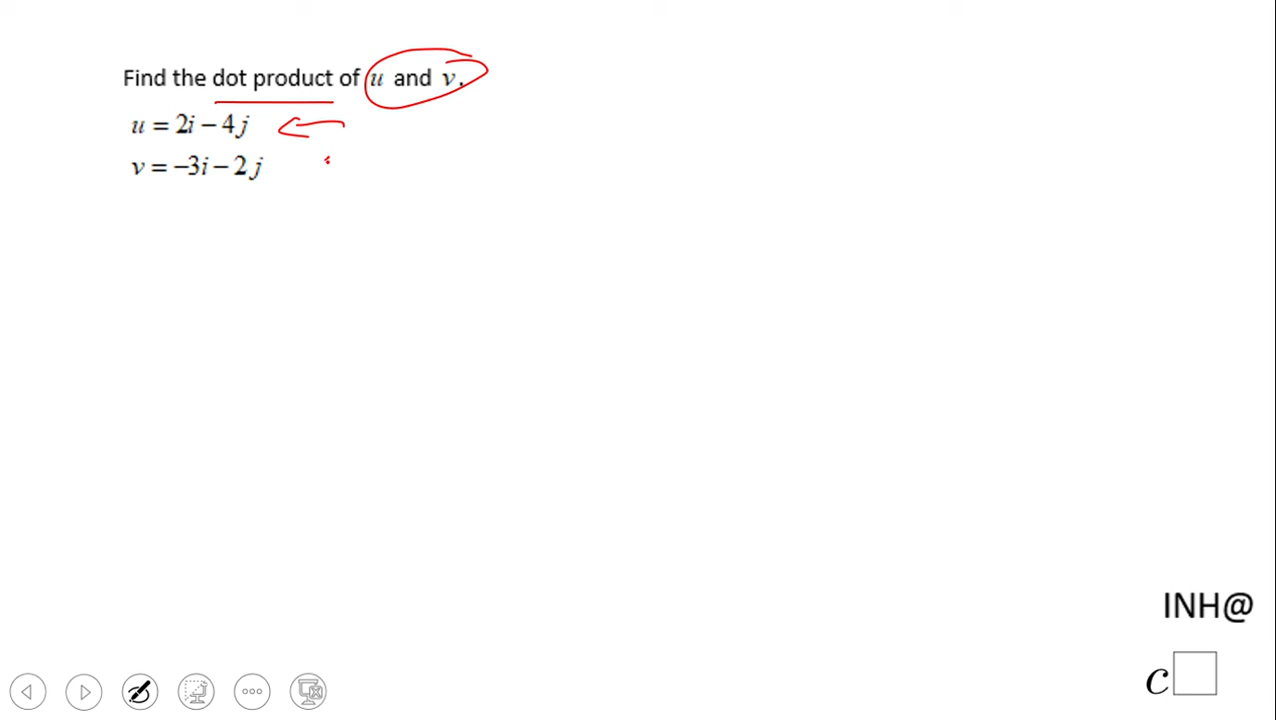 Find the dot product of u and v.
u = 2i − 4j
v = −3i − 2j
INH@
c